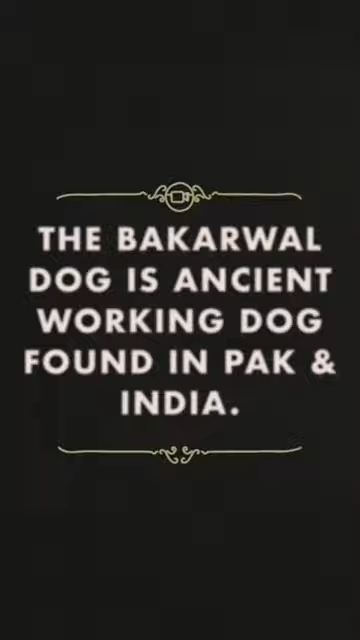 THE BAKARWAL
DOG IS ANCIENT
WORKING DOG
FOUND IN PAK &
INDIA.